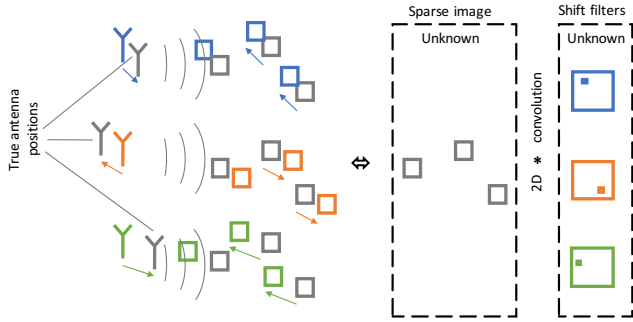 Sparse image
Shift filters
Unknown
Unknown
True antenna
positions
2D * convolution